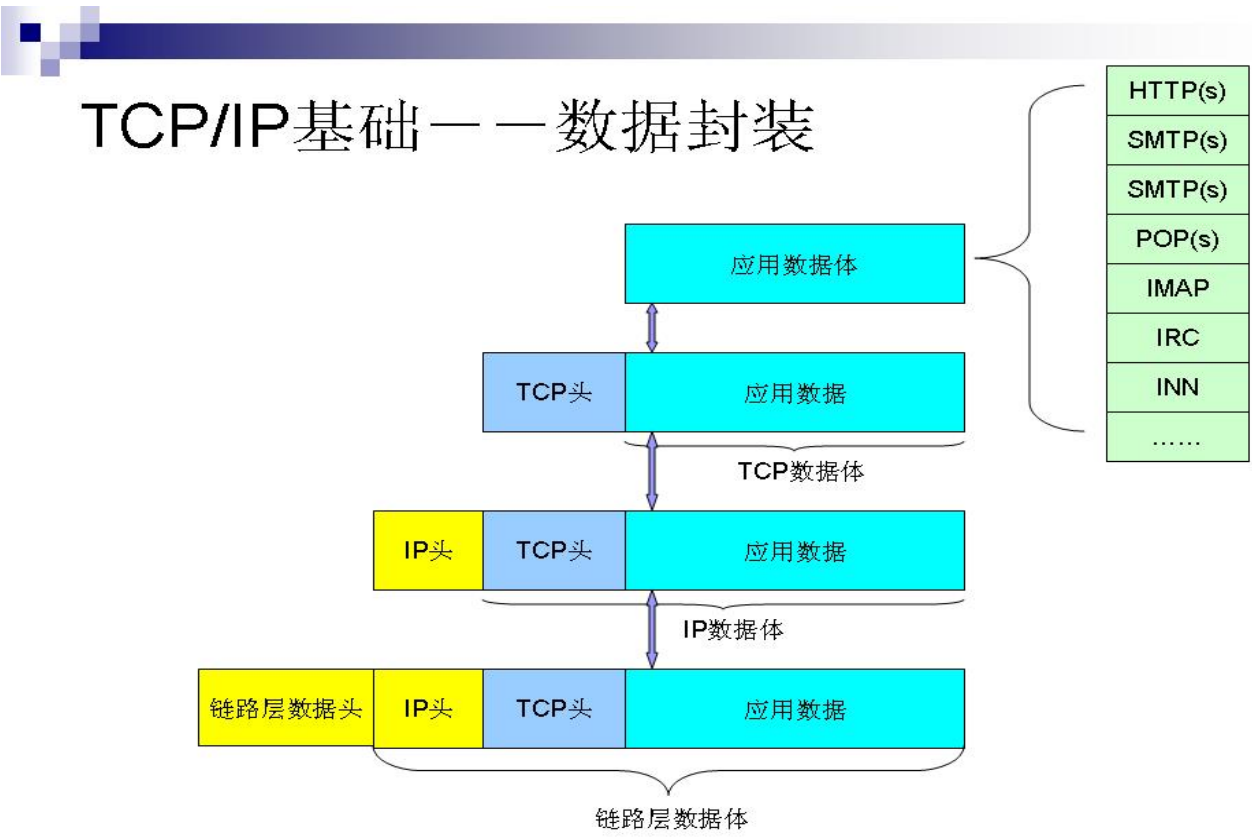 TCP/IP基础－－数据封装
HTTP(s)
SMTP(s)
SMTP(s)
POP(s)
IMAP
IRC
INN
……
应用数据体
TCP头
应用数据
TCP数据体
IP头
TCP头
应用数据
IP数据体
链路层数据头
IP头
TCP头
应用数据
链路层数据体